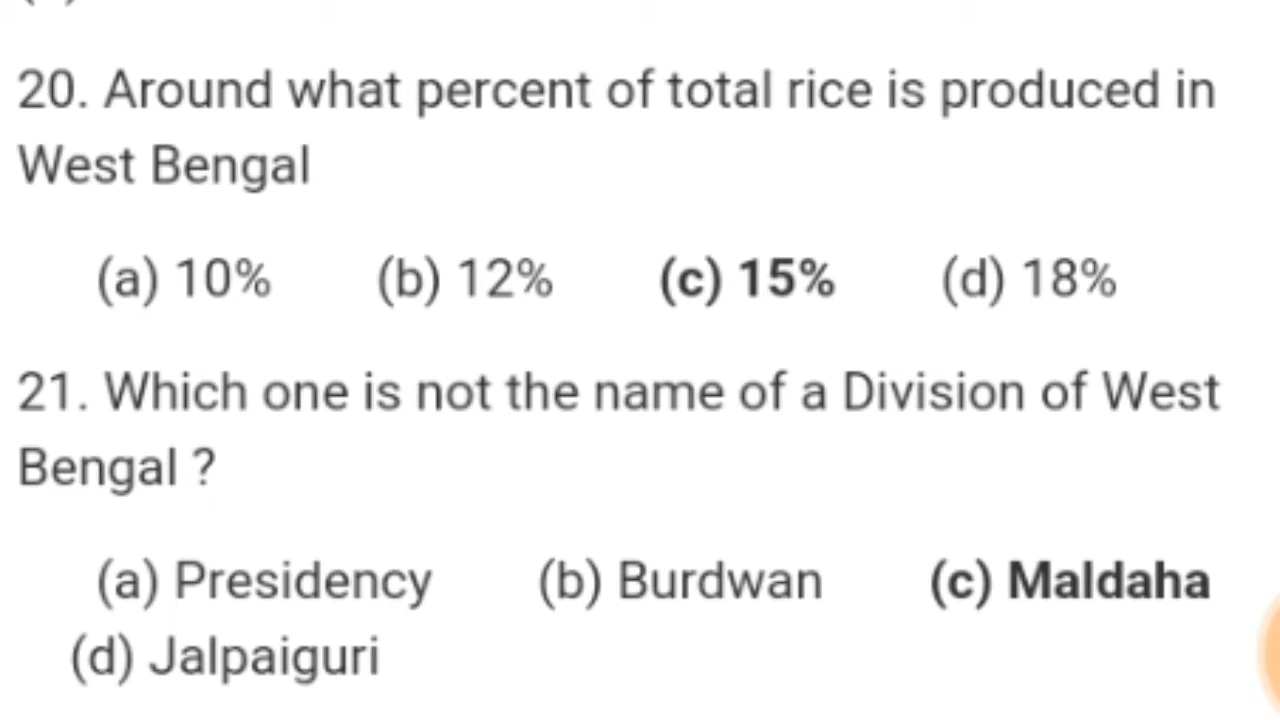 20. Around what percent of total rice is produced in
West Bengal
(a) 10% (b) 12% (c) 15% (d) 18%
21. Which one is not the name of a Division of West
Bengal ?
(a) Presidency (b) Burdwan (c) Maldaha
(d) Jalpaiguri